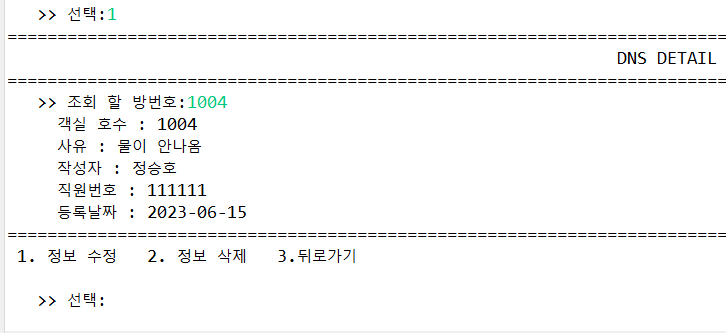 >> 선택:1
================================================================================
DNS DETAIL
================================================================================
>> 조회 할 방번호:1004
객실 호수 : 1004
사유 : 물이 안나옴
작성자 : 정승호
직원번호 : 111111
등록날짜 : 2023-06-15
================================================================================
1. 정보 수정   2. 정보 삭제   3.뒤로가기
>> 선택: